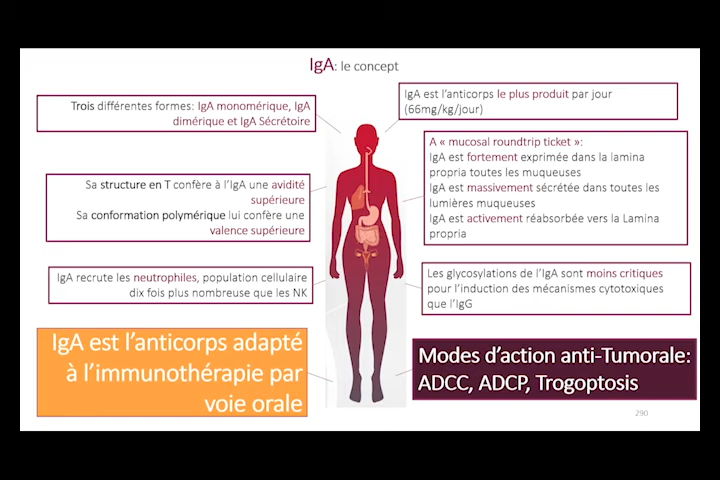 IgA: le concept
Trois différentes formes: IgA monomérique, IgA
dimérique et IgA Sécrétoire
IgA est l'anticorps le plus produit par jour
(66mg/kg/jour)
A « mucosal roundtrip ticket »:
IgA est fortement exprimée dans la lamina
propria toutes les muqueuses
IgA est massivement sécrétée dans toutes les
lumières muqueuses
IgA est activement réabsorbée vers la Lamina
propria
Sa structure en T confère à l'IgA une avidité
supérieure
Sa conformation polymérique lui confère une
valence supérieure
IgA recrute les neutrophiles, population cellulaire
dix fois plus nombreuse que les NK
Les glycosylations de l'IgA sont moins critiques
pour l'induction des mécanismes cytotoxiques
que l'IgG
IgA est l'anticorps adapté
à l'immunothérapie par
voie orale
Modes d'action anti-Tumorale:
ADCC, ADCP, Trogoptosis
290